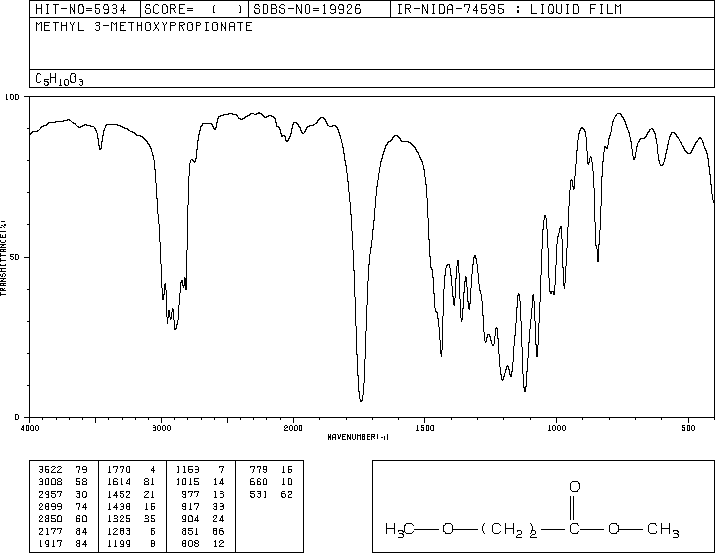 HIT-NO=5934 SCORE= ( ) SDBS-NO=19926 IR-NIDA-74595 : LIQUID FILM
METHYL 3-METHOXYPROPIONATE
C5H10O3
100
50
0
TRANSMITTANCE(%)
4000 3000 2000 1500 1000 500
WAVENUMBER(-1)
3622 79 1770 4 1163 7 779 16
3008 58 1614 81 1015 14 660 10
2957 30 1452 21 977 13 531 62
2899 74 1438 16 917 33
2850 60 1325 35 904 24
2177 84 1283 6 851 86
1917 84 1199 9 808 12
O
H3C O (CH2)2 C O CH3